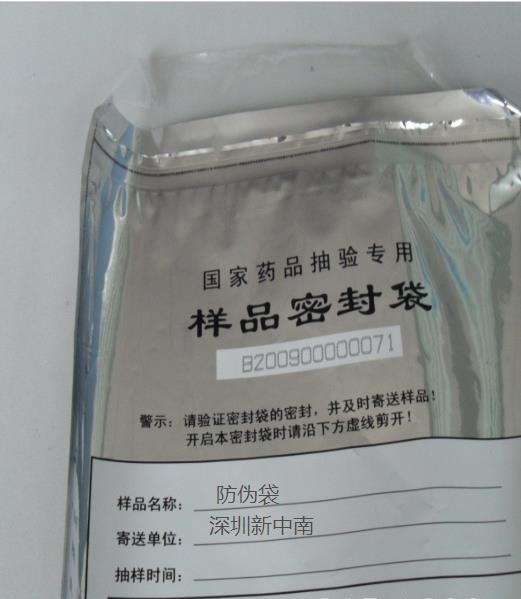 国家药品抽验专用
样品密封袋
B200900000071
警示：请验证密封袋的密封，并及时寄送样品！
开启本密封袋时请沿下方虚线剪开！
样品名称： 防伪袋
寄送单位： 深圳新中南
抽样时间：